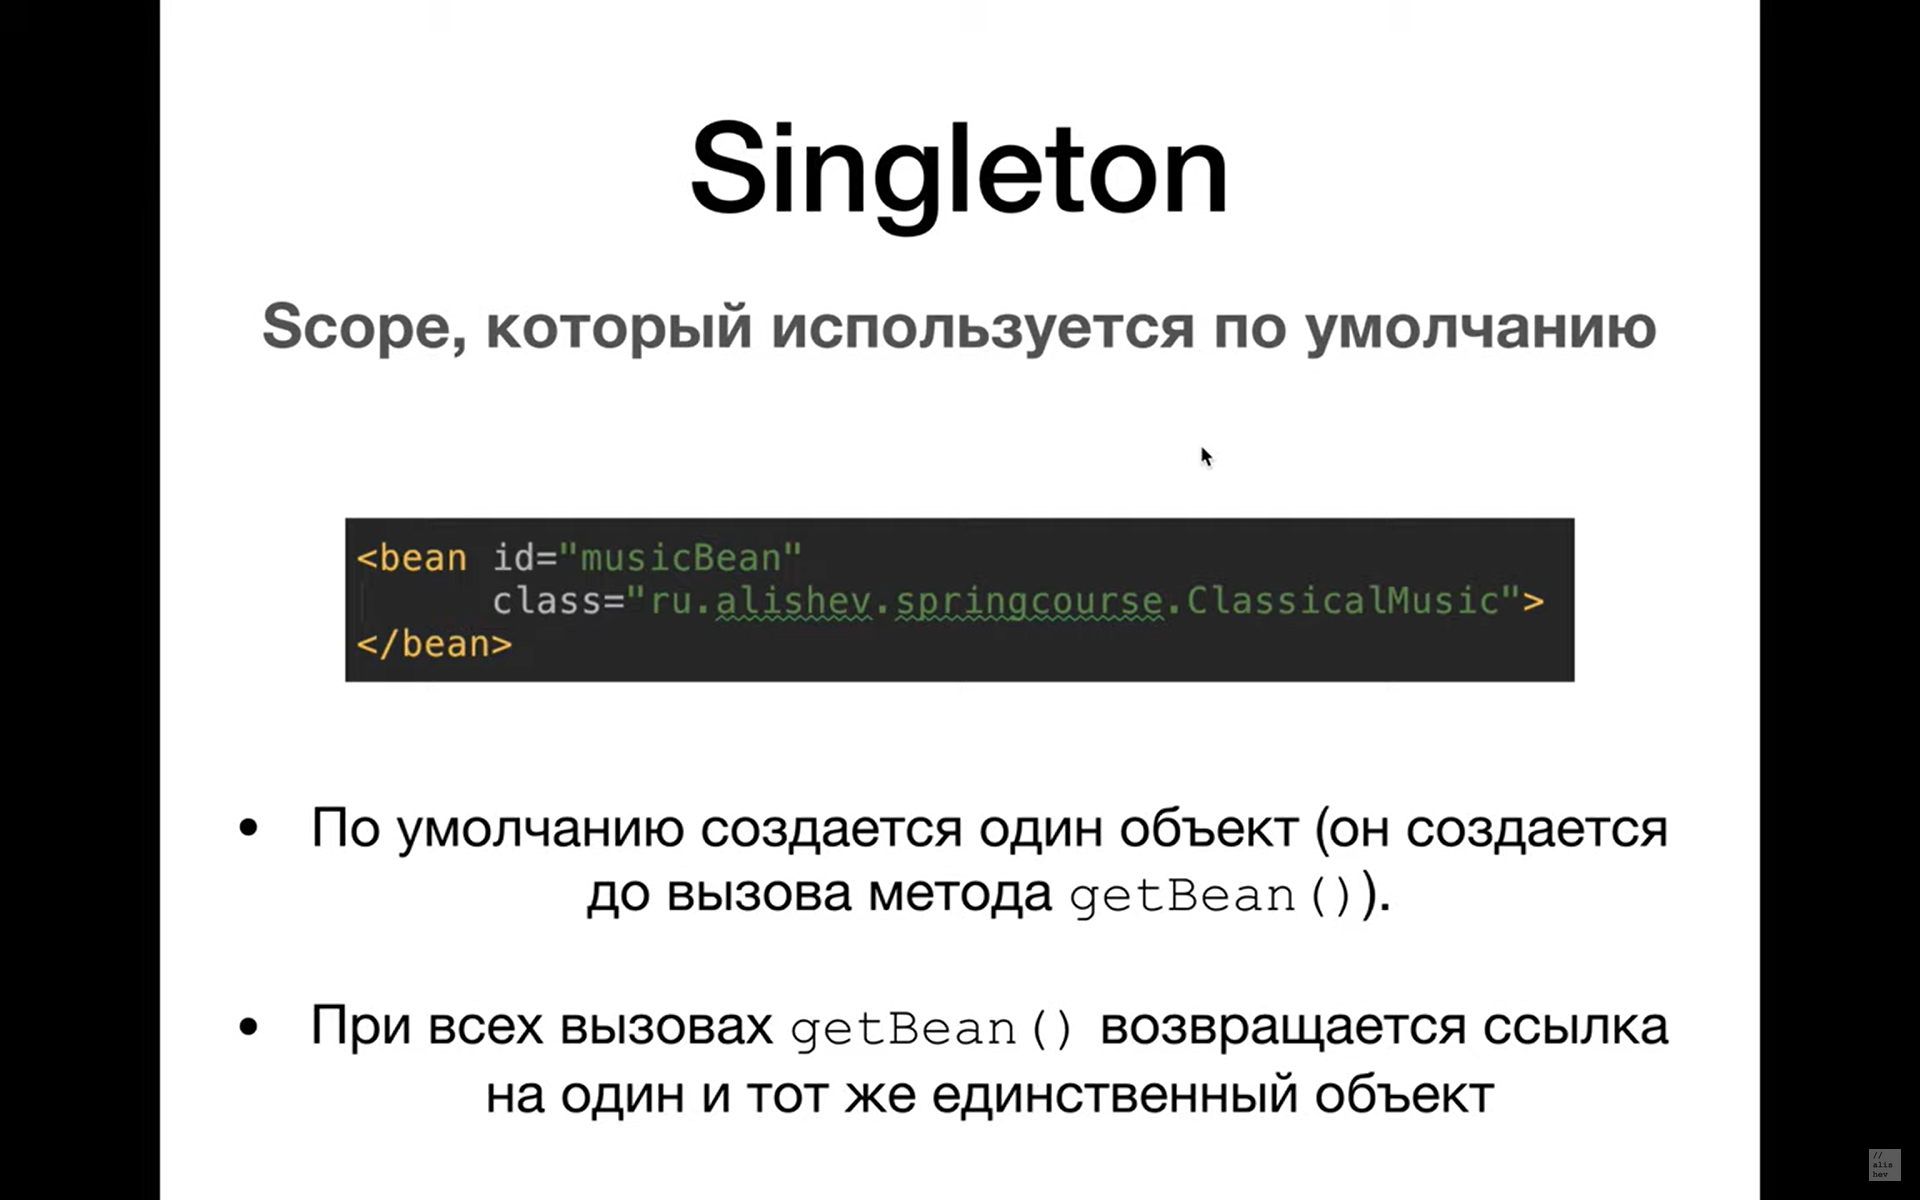 Singleton
Scope, который используется по умолчанию
<bean id="musicBean"
class="ru.alishev.springcourse.ClassicalMusic">
</bean>
• По умолчанию создается один объект (он создается
до вызова метода getBean()).
• При всех вызовах getBean() возвращается ссылка
на один и тот же единственный объект
//
alis
hev